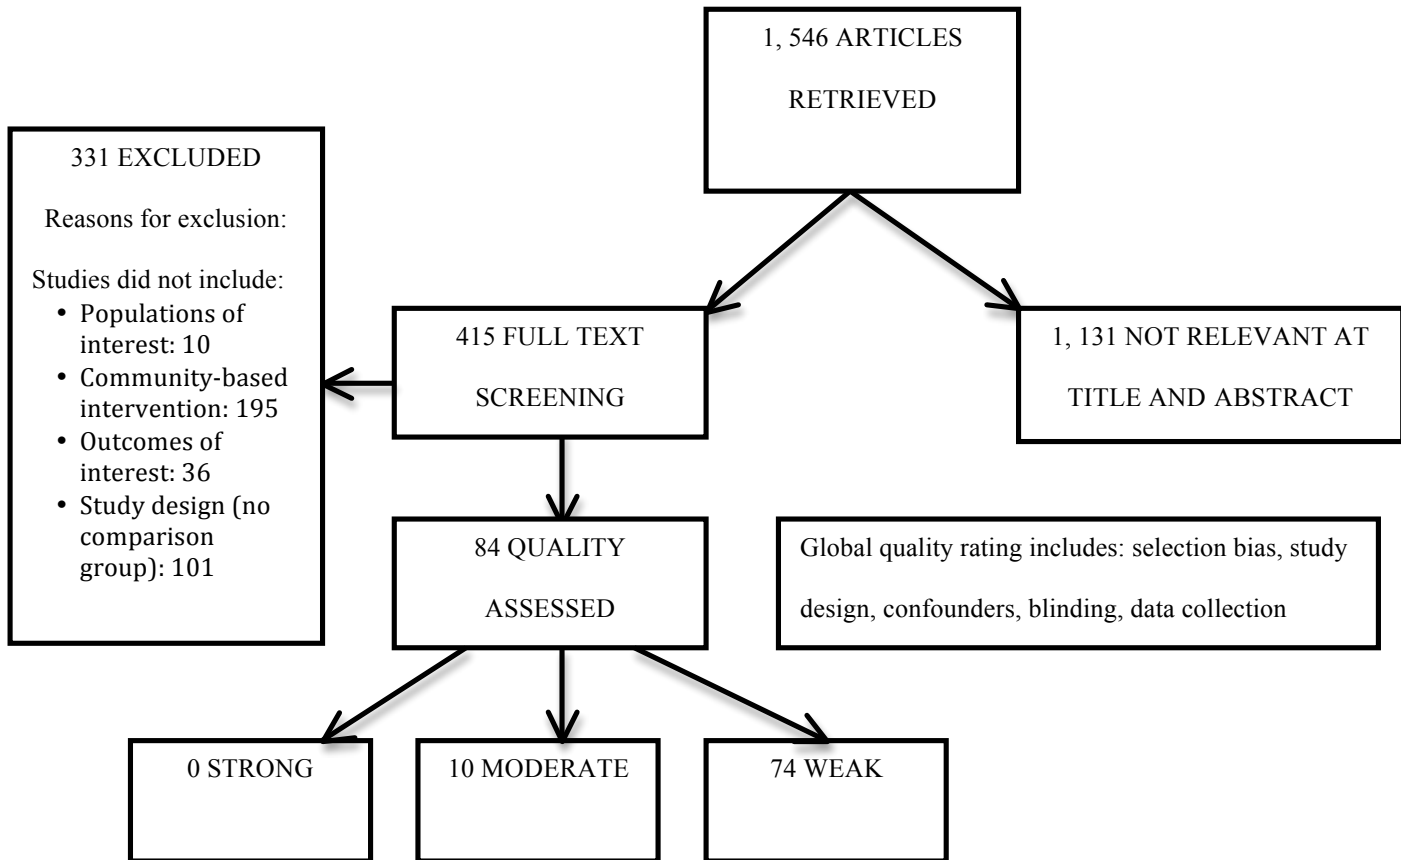 1, 546 ARTICLES
RETRIEVED
331 EXCLUDED
Reasons for exclusion:
Studies did not include:
• Populations of
interest: 10
• Community-based
intervention: 195
• Outcomes of
interest: 36
• Study design (no
comparison
group): 101
415 FULL TEXT
SCREENING
1, 131 NOT RELEVANT AT
TITLE AND ABSTRACT
84 QUALITY
ASSESSED
Global quality rating includes: selection bias, study
design, confounders, blinding, data collection
0 STRONG
10 MODERATE
74 WEAK